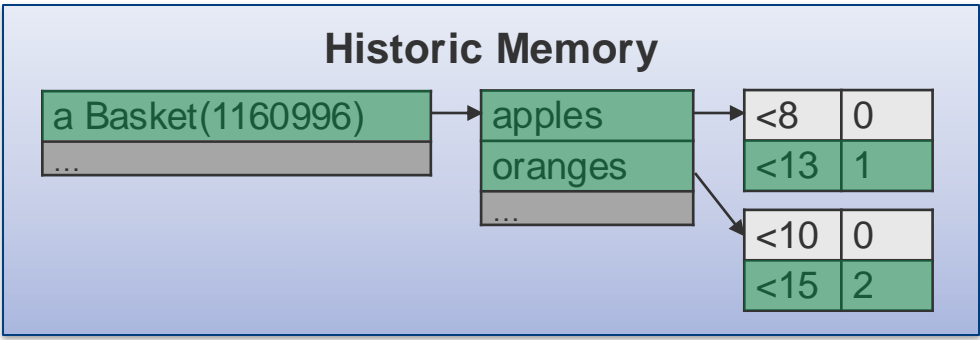 Historic Memory
a Basket(1160996)
...
apples
oranges
...
<8 0
<13 1
<10 0
<15 2